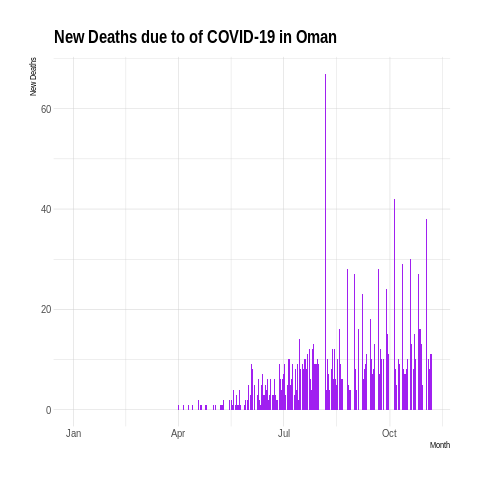 New Deaths due to of COVID-19 in Oman
New Deaths
60
40
20
0
Jan Apr Jul Oct
Month